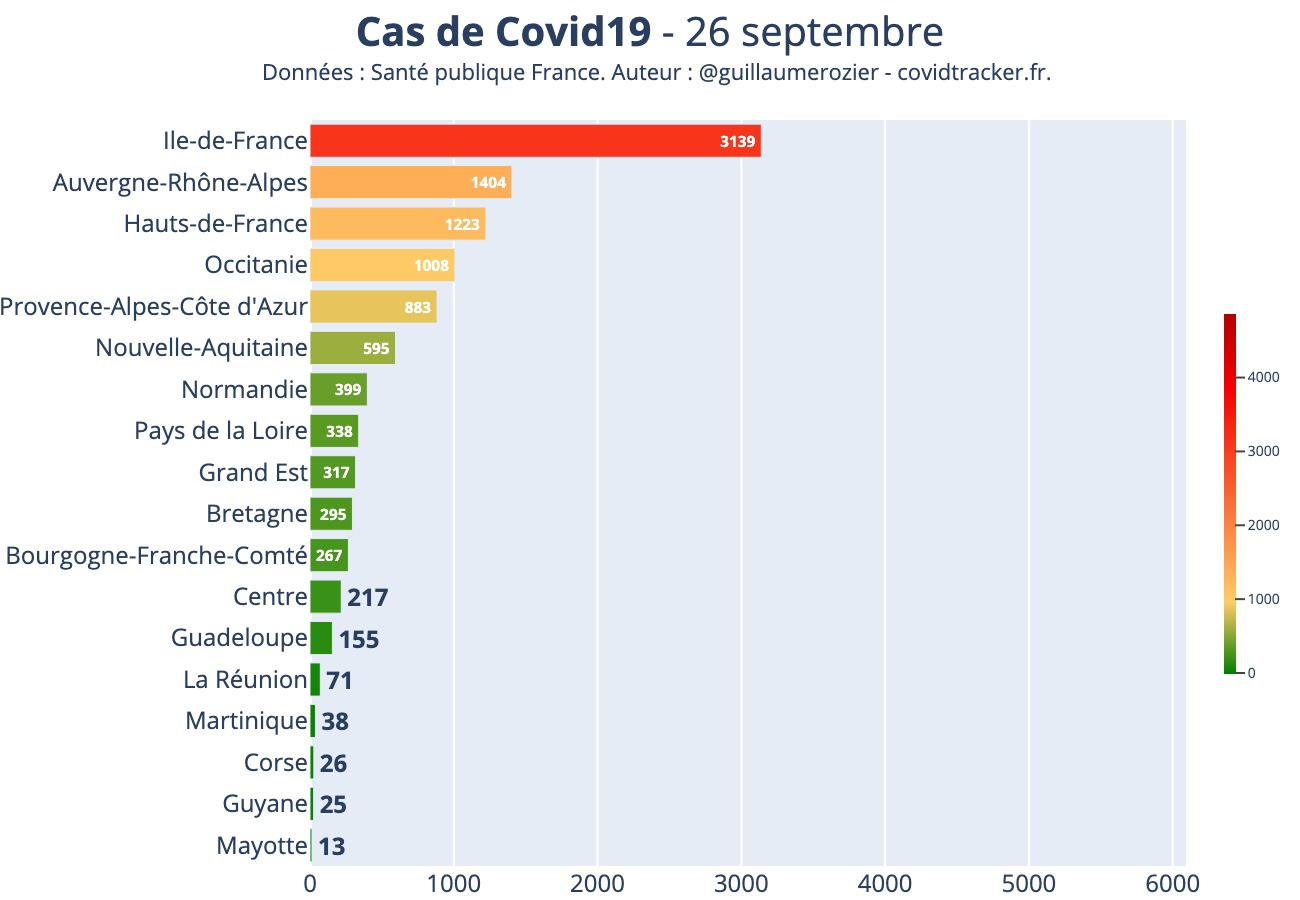 Cas de Covid19 - 26 septembre
Données : Santé publique France. Auteur : @guillaumerozier - covidtracker.fr.
Ile-de-France 3139
Auvergne-Rhône-Alpes 1404
Hauts-de-France 1223
Occitanie 1008
Provence-Alpes-Côte d'Azur 883
Nouvelle-Aquitaine 595
Normandie 399
Pays de la Loire 338
Grand Est 317
Bretagne 295
Bourgogne-Franche-Comté 267
Centre 217
Guadeloupe 155
La Réunion 71
Martinique 38
Corse 26
Guyane 25
Mayotte 13
0 1000 2000 3000 4000 5000 6000
4000
3000
2000
1000
0